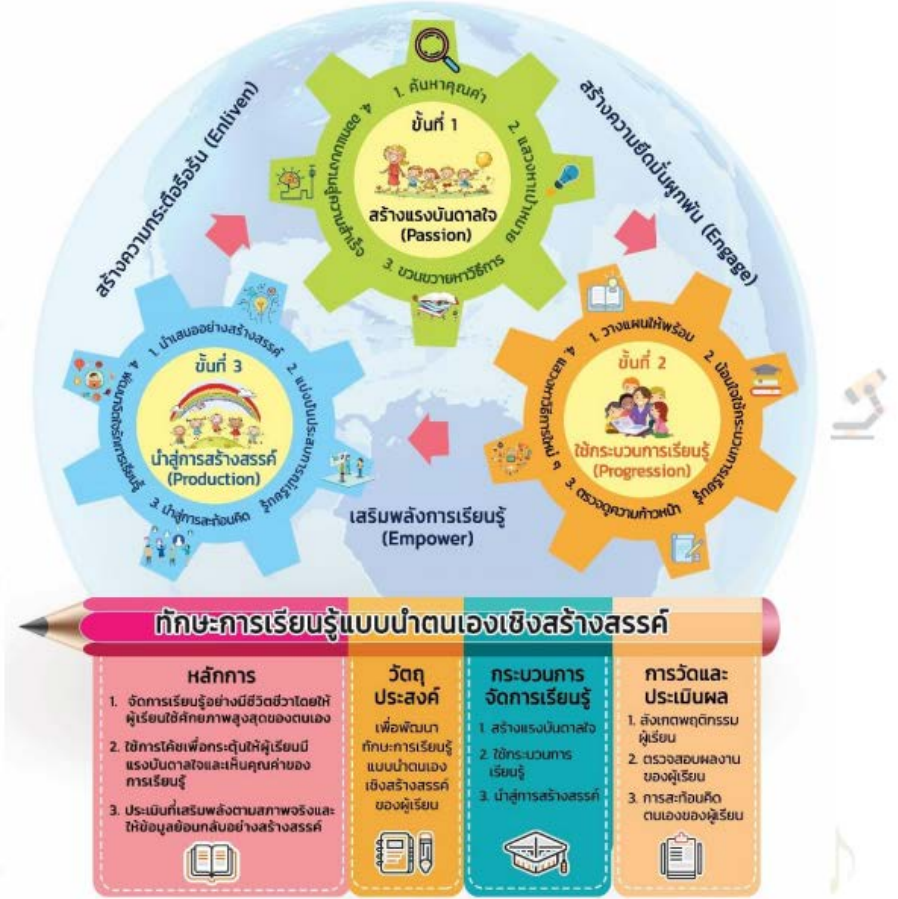 สร้างความกระตือรือร้น (Enliven)
สร้างความยึดมั่นผูกพัน (Engage)
ขั้นที่ 1
สร้างแรงบันดาลใจ
(Passion)
1. ค้นหาคุณค่า
2. แสวงหาเป้าหมาย
3. ขวนขวายหาวิธีการ
4. ออกแบบงานสู่ความสำเร็จ
ขั้นที่ 2
ใช้กระบวนการเรียนรู้
(Progression)
1. วางแผนให้พร้อม
2. น้อมใจใช้กระบวนการเรียนรู้
3. ตรวจดูความก้าวหน้า
4. แสวงหาวิธีการใหม่ ๆ
ขั้นที่ 3
นำสู่การสร้างสรรค์
(Production)
1. นำเสนออย่างสร้างสรรค์
2. แบ่งปันประสบการณ์เรียนรู้
3. นำสู่การสะท้อนคิด
4. พัฒนาจิตใจรักการเรียนรู้
เสริมพลังการเรียนรู้
(Empower)
ทักษะการเรียนรู้แบบนำตนเองเชิงสร้างสรรค์
หลักการ
1. จัดการเรียนรู้อย่างมีชีวิตชีวาโดยให้
ผู้เรียนใช้ศักยภาพสูงสุดของตนเอง
2. ใช้การโค้ชเพื่อกระตุ้นให้ผู้เรียนมี
แรงบันดาลใจและเห็นคุณค่าของ
การเรียนรู้
3. ประเมินที่เสริมพลังตามสภาพจริงและ
ให้ข้อมูลย้อนกลับอย่างสร้างสรรค์
วัตถุ
ประสงค์
เพื่อพัฒนา
ทักษะการเรียนรู้
แบบนำตนเอง
เชิงสร้างสรรค์
ของผู้เรียน
กระบวนการ
จัดการเรียนรู้
1 สร้างแรงบันดาลใจ
2. ใช้กระบวนการ
เรียนรู้
3. นำสู่การสร้างสรรค์
การวัดและ
ประเมินผล
1. สังเกตพฤติกรรม
ผู้เรียน
2. ตรวจสอบผลงาน
ของผู้เรียน
3. การสะท้อนคิด
ตนเองของผู้เรียน